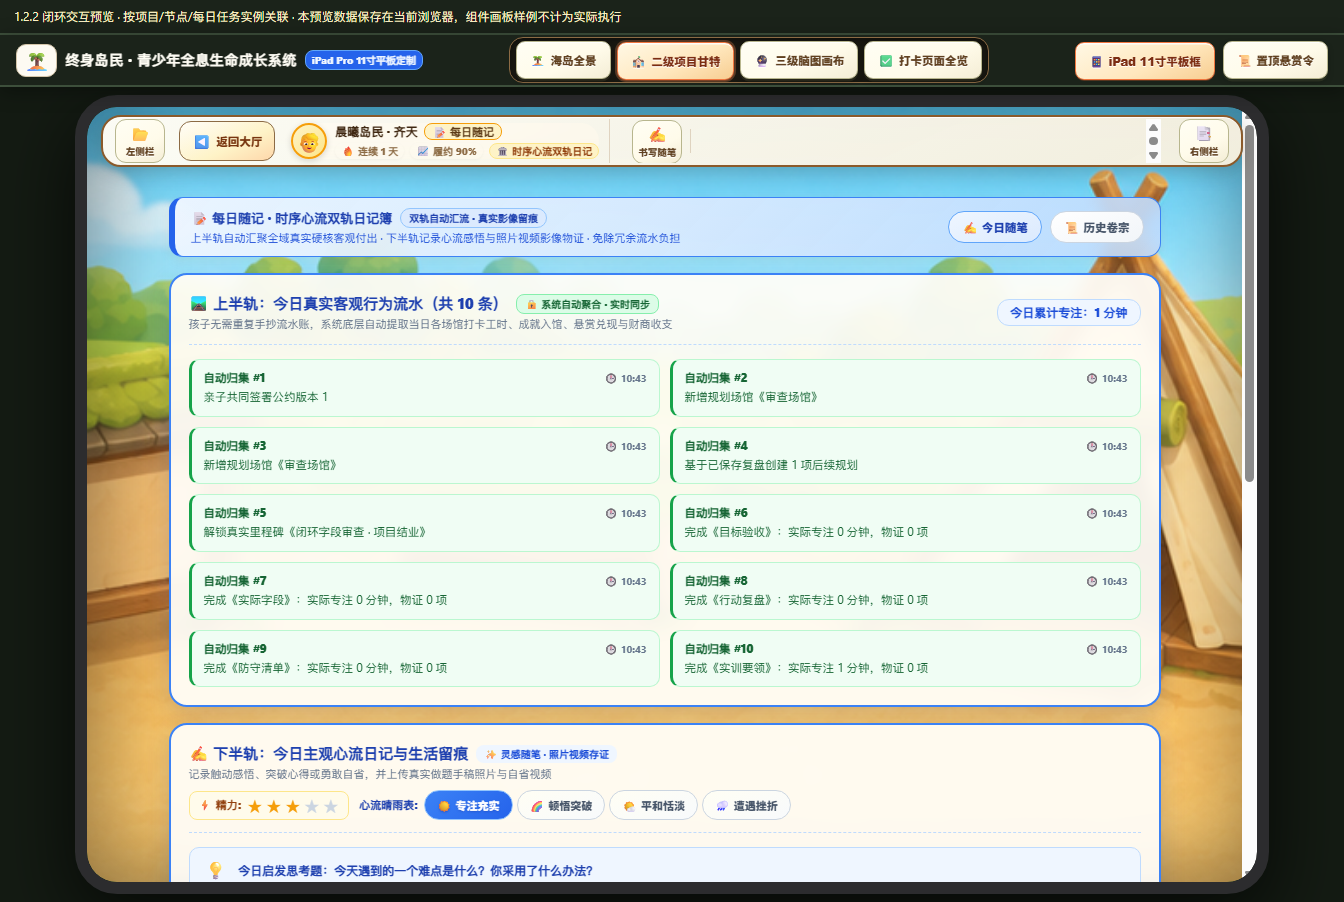 1.2.2 闭环交互预览 · 按项目/节点/每日任务实例关联 · 本预览数据保存在当前浏览器，组件画板样例不计为实际执行
终身岛民 · 青少年全息生命成长系统
iPad Pro 11寸平板定制
海岛全景
二级项目甘特
三级脑图画布
打卡页面全览
iPad 11寸平板框
置顶悬赏令
左侧栏
返回大厅
晨曦岛民 · 齐天
每日随记
连续 1 天
履约 90%
时序心流双轨日记
书写随笔
右侧栏
每日随记 · 时序心流双轨日记簿
双轨自动汇流 · 真实影像留痕
上半轨自动汇聚全域真实硬核客观付出 · 下半轨记录心流感悟与照片视频影像物证 · 免除冗余流水负担
今日随笔
历史卷宗
上半轨：今日真实客观行为流水（共 10 条）
系统自动聚合 · 实时同步
孩子无需重复手抄流水账，系统底层自动提取当日各场馆打卡工时、成就入馆、悬赏兑现与财商收支
今日累计专注：1 分钟
自动归集 #1
10:43
亲子共同签署公约版本 1
自动归集 #2
10:43
新增规划场馆《审查场馆》
自动归集 #3
10:43
新增规划场馆《审查场馆》
自动归集 #4
10:43
基于已保存复盘创建 1 项后续规划
自动归集 #5
10:43
解锁真实里程碑《闭环字段审查 · 项目结业》
自动归集 #6
10:43
完成《目标验收》：实际专注 0 分钟，物证 0 项
自动归集 #7
10:43
完成《实际字段》：实际专注 0 分钟，物证 0 项
自动归集 #8
10:43
完成《行动复盘》：实际专注 0 分钟，物证 0 项
自动归集 #9
10:43
完成《防守清单》：实际专注 0 分钟，物证 0 项
自动归集 #10
10:43
完成《实训要领》：实际专注 1 分钟，物证 0 项
下半轨：今日主观心流日记与生活留痕
灵感随笔 · 照片视频存证
记录触动感悟、突破心得或勇敢自省，并上传真实做题手稿照片与自省视频
精力: ★★★★★
心流晴雨表:
专注充实
顿悟突破
平和恬淡
遭遇挫折
今日启发思考题：今天遇到的一个难点是什么？你采用了什么办法？